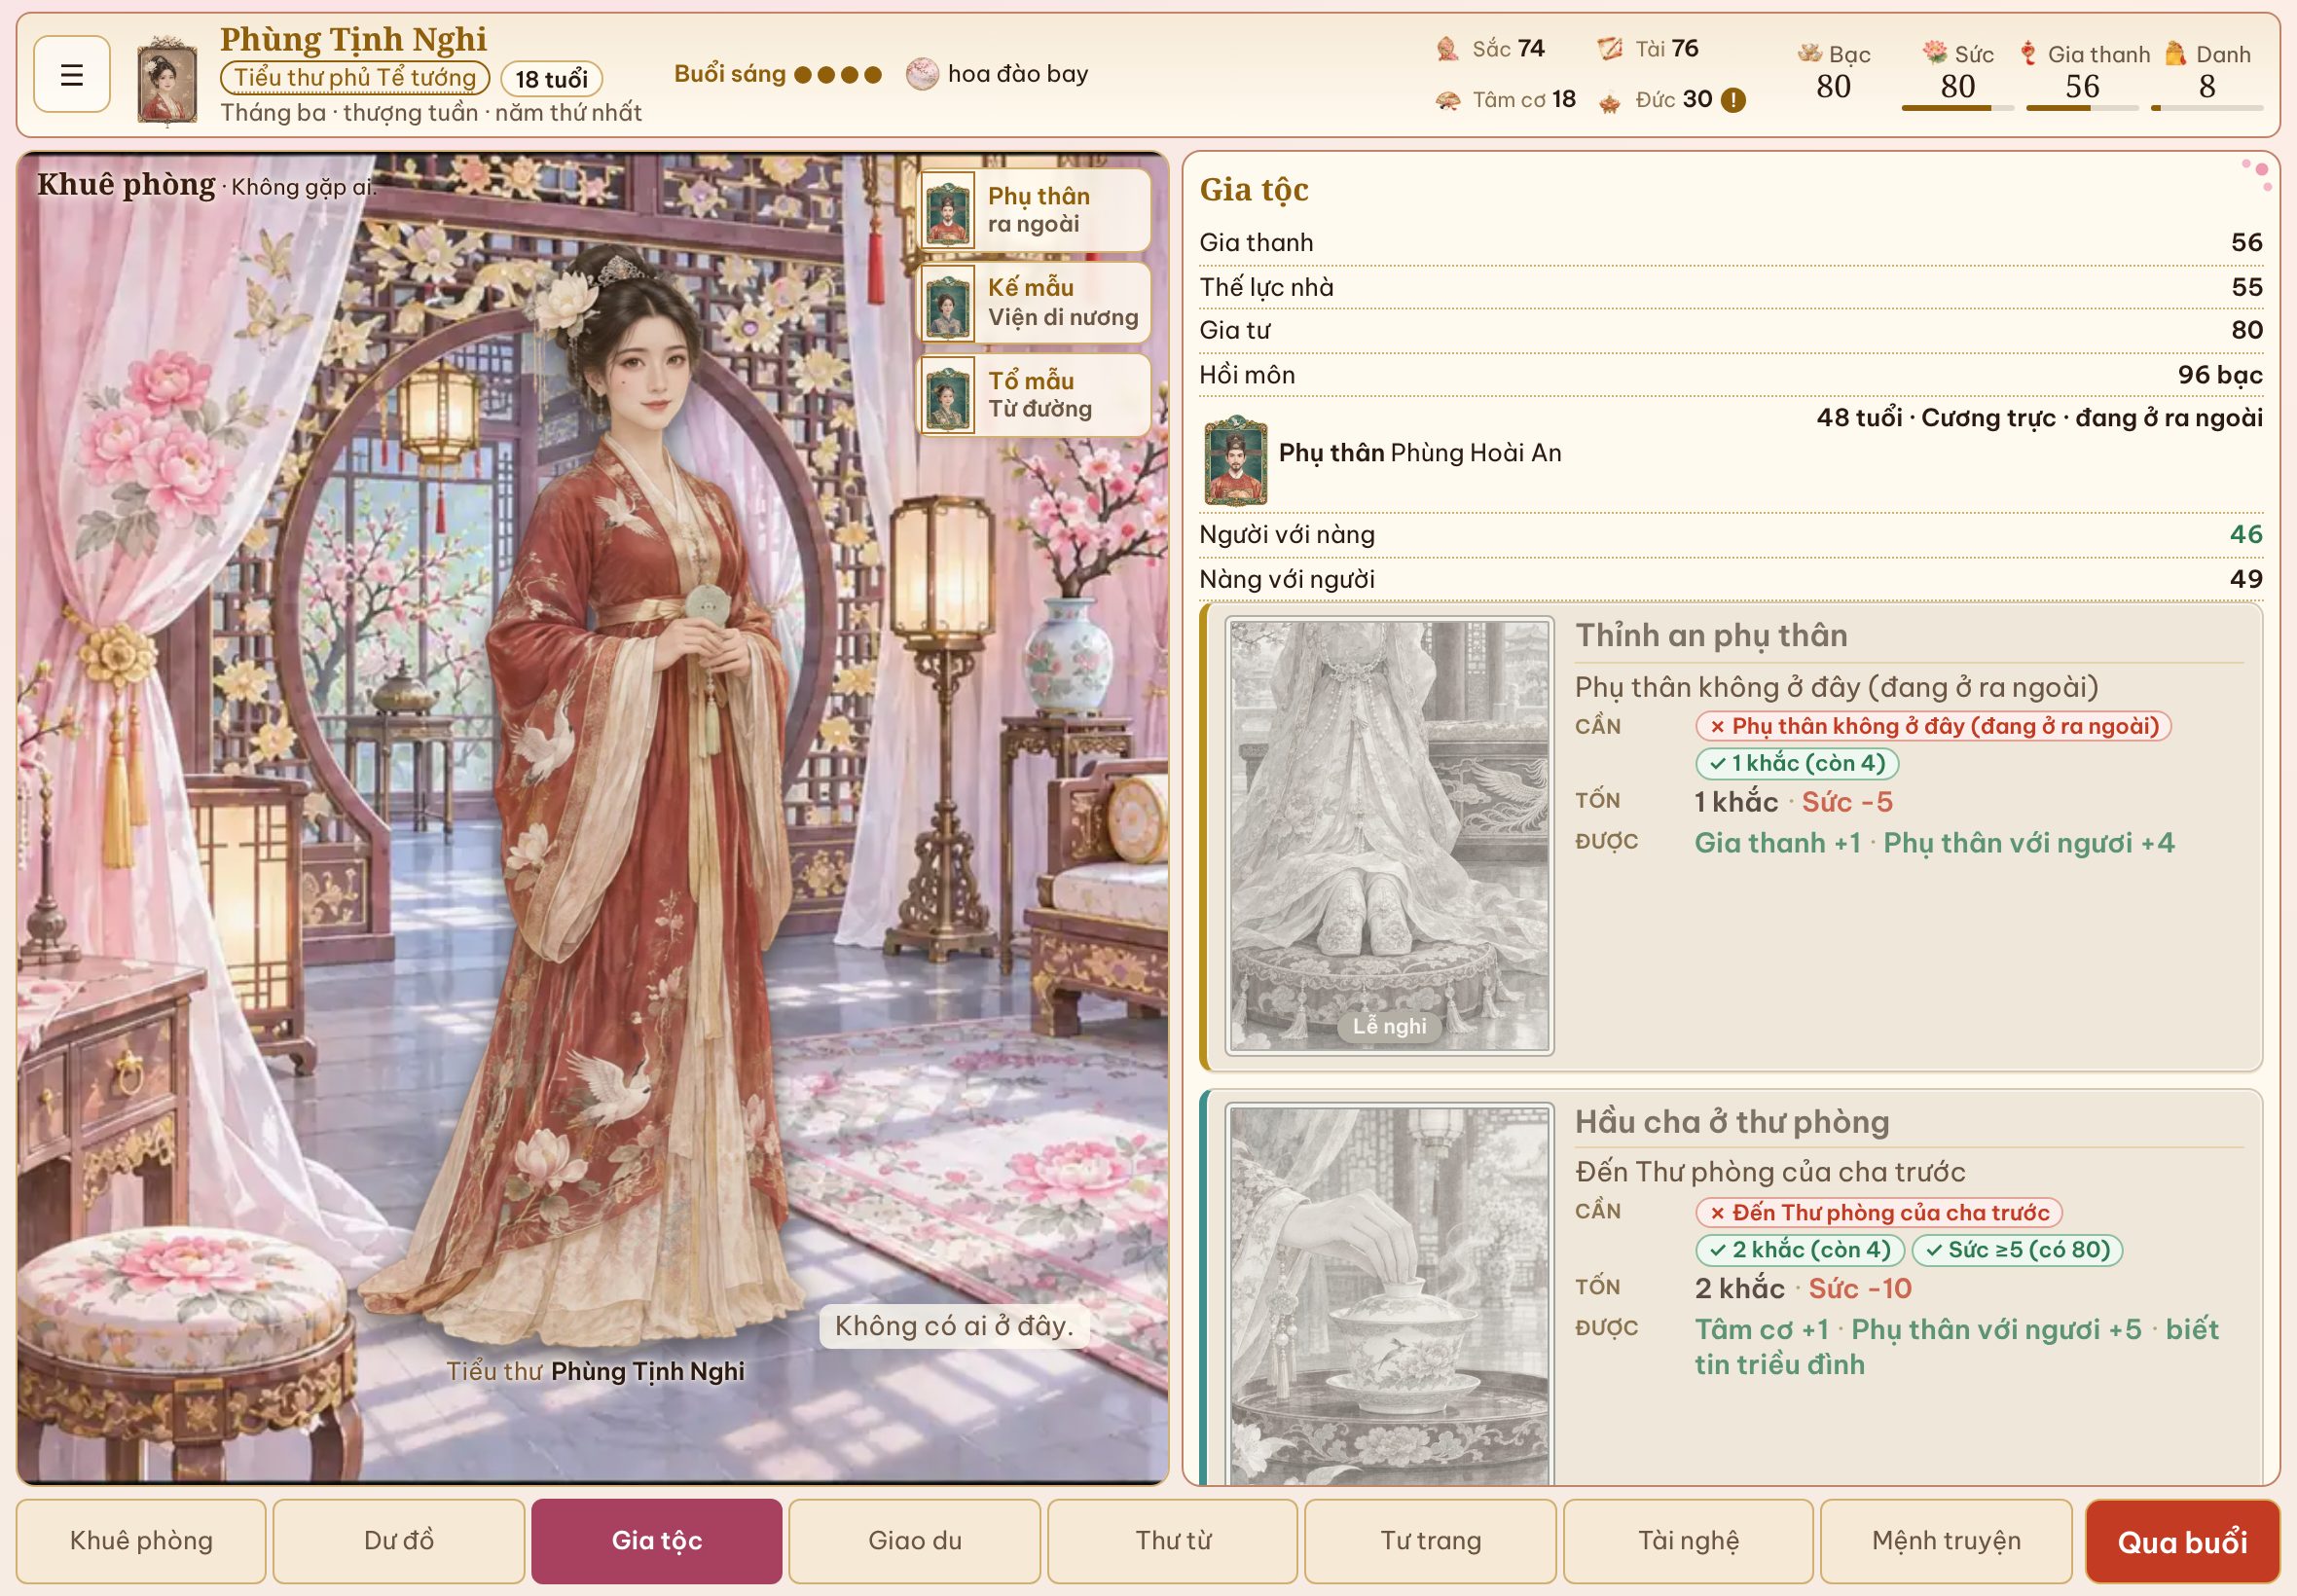 Phùng Tịnh Nghi
Tiểu thư phủ Tể tướng
18 tuổi
Tháng ba · thượng tuần · năm thứ nhất
Buổi sáng
hoa đào bay
Sắc 74
Tài 76
Tâm cơ 18
Đức 30 !
Bạc
80
Sức
80
Gia thanh
56
Danh
8
Khuê phòng · Không gặp ai.
Phụ thân
ra ngoài
Kế mẫu
Viện di nương
Tổ mẫu
Từ đường
Không có ai ở đây.
Tiểu thư Phùng Tịnh Nghi
Gia tộc
Gia thanh 56
Thế lực nhà 55
Gia tư 80
Hồi môn 96 bạc
48 tuổi · Cương trực · đang ở ra ngoài
Phụ thân Phùng Hoài An
Người với nàng 46
Nàng với người 49
Thỉnh an phụ thân
Phụ thân không ở đây (đang ở ra ngoài)
CẦN × Phụ thân không ở đây (đang ở ra ngoài)
✓ 1 khắc (còn 4)
TỐN 1 khắc · Sức -5
ĐƯỢC Gia thanh +1 · Phụ thân với ngươi +4
Lễ nghi
Hầu cha ở thư phòng
Đến Thư phòng của cha trước
CẦN × Đến Thư phòng của cha trước
✓ 2 khắc (còn 4) ✓ Sức ≥5 (có 80)
TỐN 2 khắc · Sức -10
ĐƯỢC Tâm cơ +1 · Phụ thân với ngươi +5 · biết
tin triều đình
Khuê phòng
Dư đồ
Gia tộc
Giao du
Thư từ
Tư trang
Tài nghệ
Mệnh truyện
Qua buổi